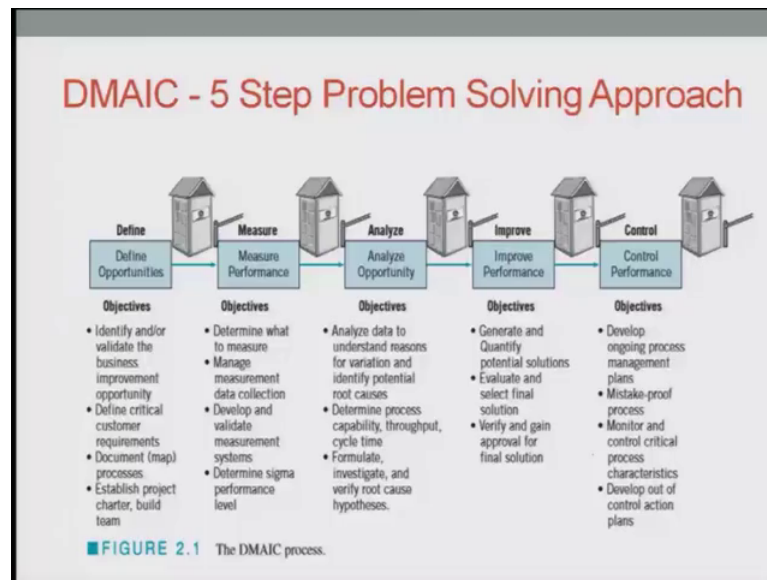 DMAIC - 5 Step Problem Solving Approach
Define
Define
Opportunities
Objectives
• Identify and/or
validate the
business
improvement
opportunity
• Define critical
customer
requirements
• Document (map)
processes
• Establish project
charter, build
team
Measure
Measure
Performance
Objectives
• Determine what
to measure
• Manage
measurement
data collection
• Develop and
validate
measurement
systems
• Determine sigma
performance
level
Analyze
Analyze
Opportunity
Objectives
• Analyze data to
understand reasons
for variation and
identify potential
root causes
• Determine process
capability, throughput,
cycle time
• Formulate,
investigate, and
verify root cause
hypotheses.
Improve
Improve
Performance
Objectives
• Generate and
Quantify
potential solutions
• Evaluate and
select final
solution
• Verify and gain
approval for
final solution
Control
Control
Performance
Objectives
• Develop
ongoing process
management
plans
• Mistake-proof
process
• Monitor and
control critical
process
characteristics
• Develop out of
control action
plans
■FIGURE 2.1 The DMAIC process.